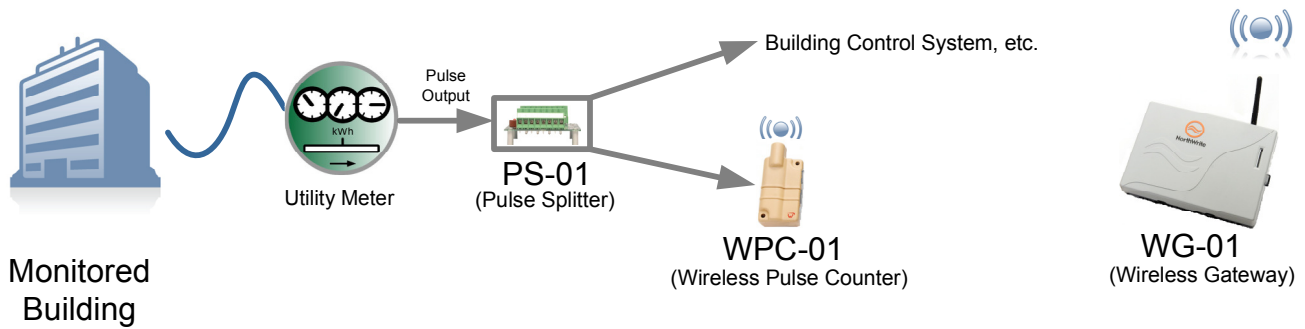 Monitored
Building
kWh
Utility Meter
Pulse
Output
PS-01
(Pulse Splitter)
Building Control System, etc.
WPC-01
(Wireless Pulse Counter)
NorthWrite
WG-01
(Wireless Gateway)